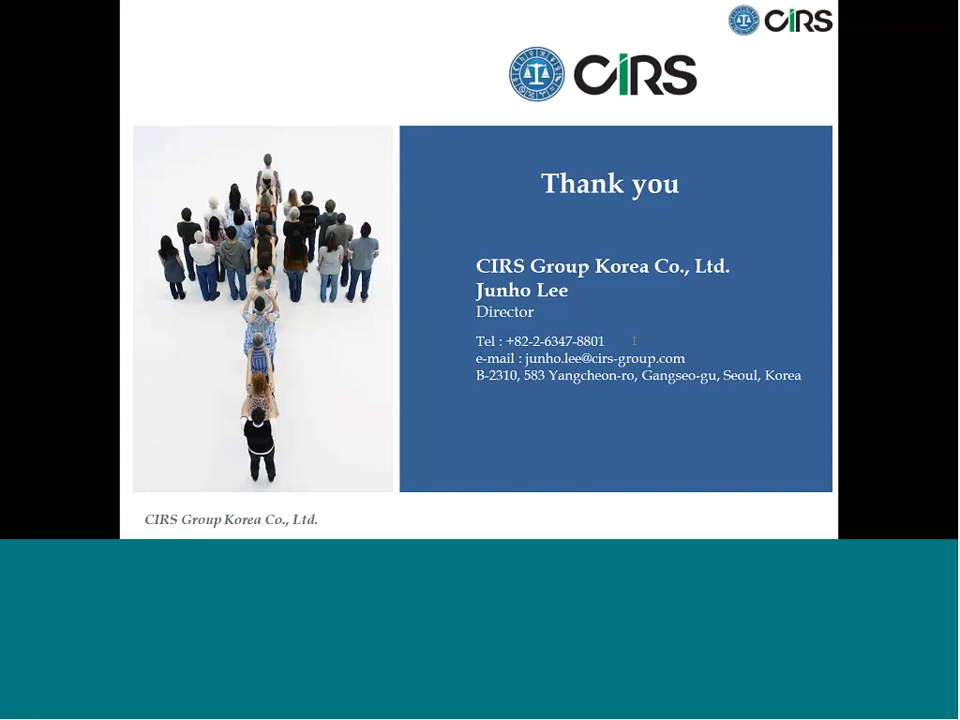 CIRS
CIRS
Thank you
CIRS Group Korea Co., Ltd.
Junho Lee
Director
Tel : +82-2-6347-8801
e-mail : junho.lee@cirs-group.com
B-2310, 583 Yangcheon-ro, Gangseo-gu, Seoul, Korea
CIRS Group Korea Co., Ltd.